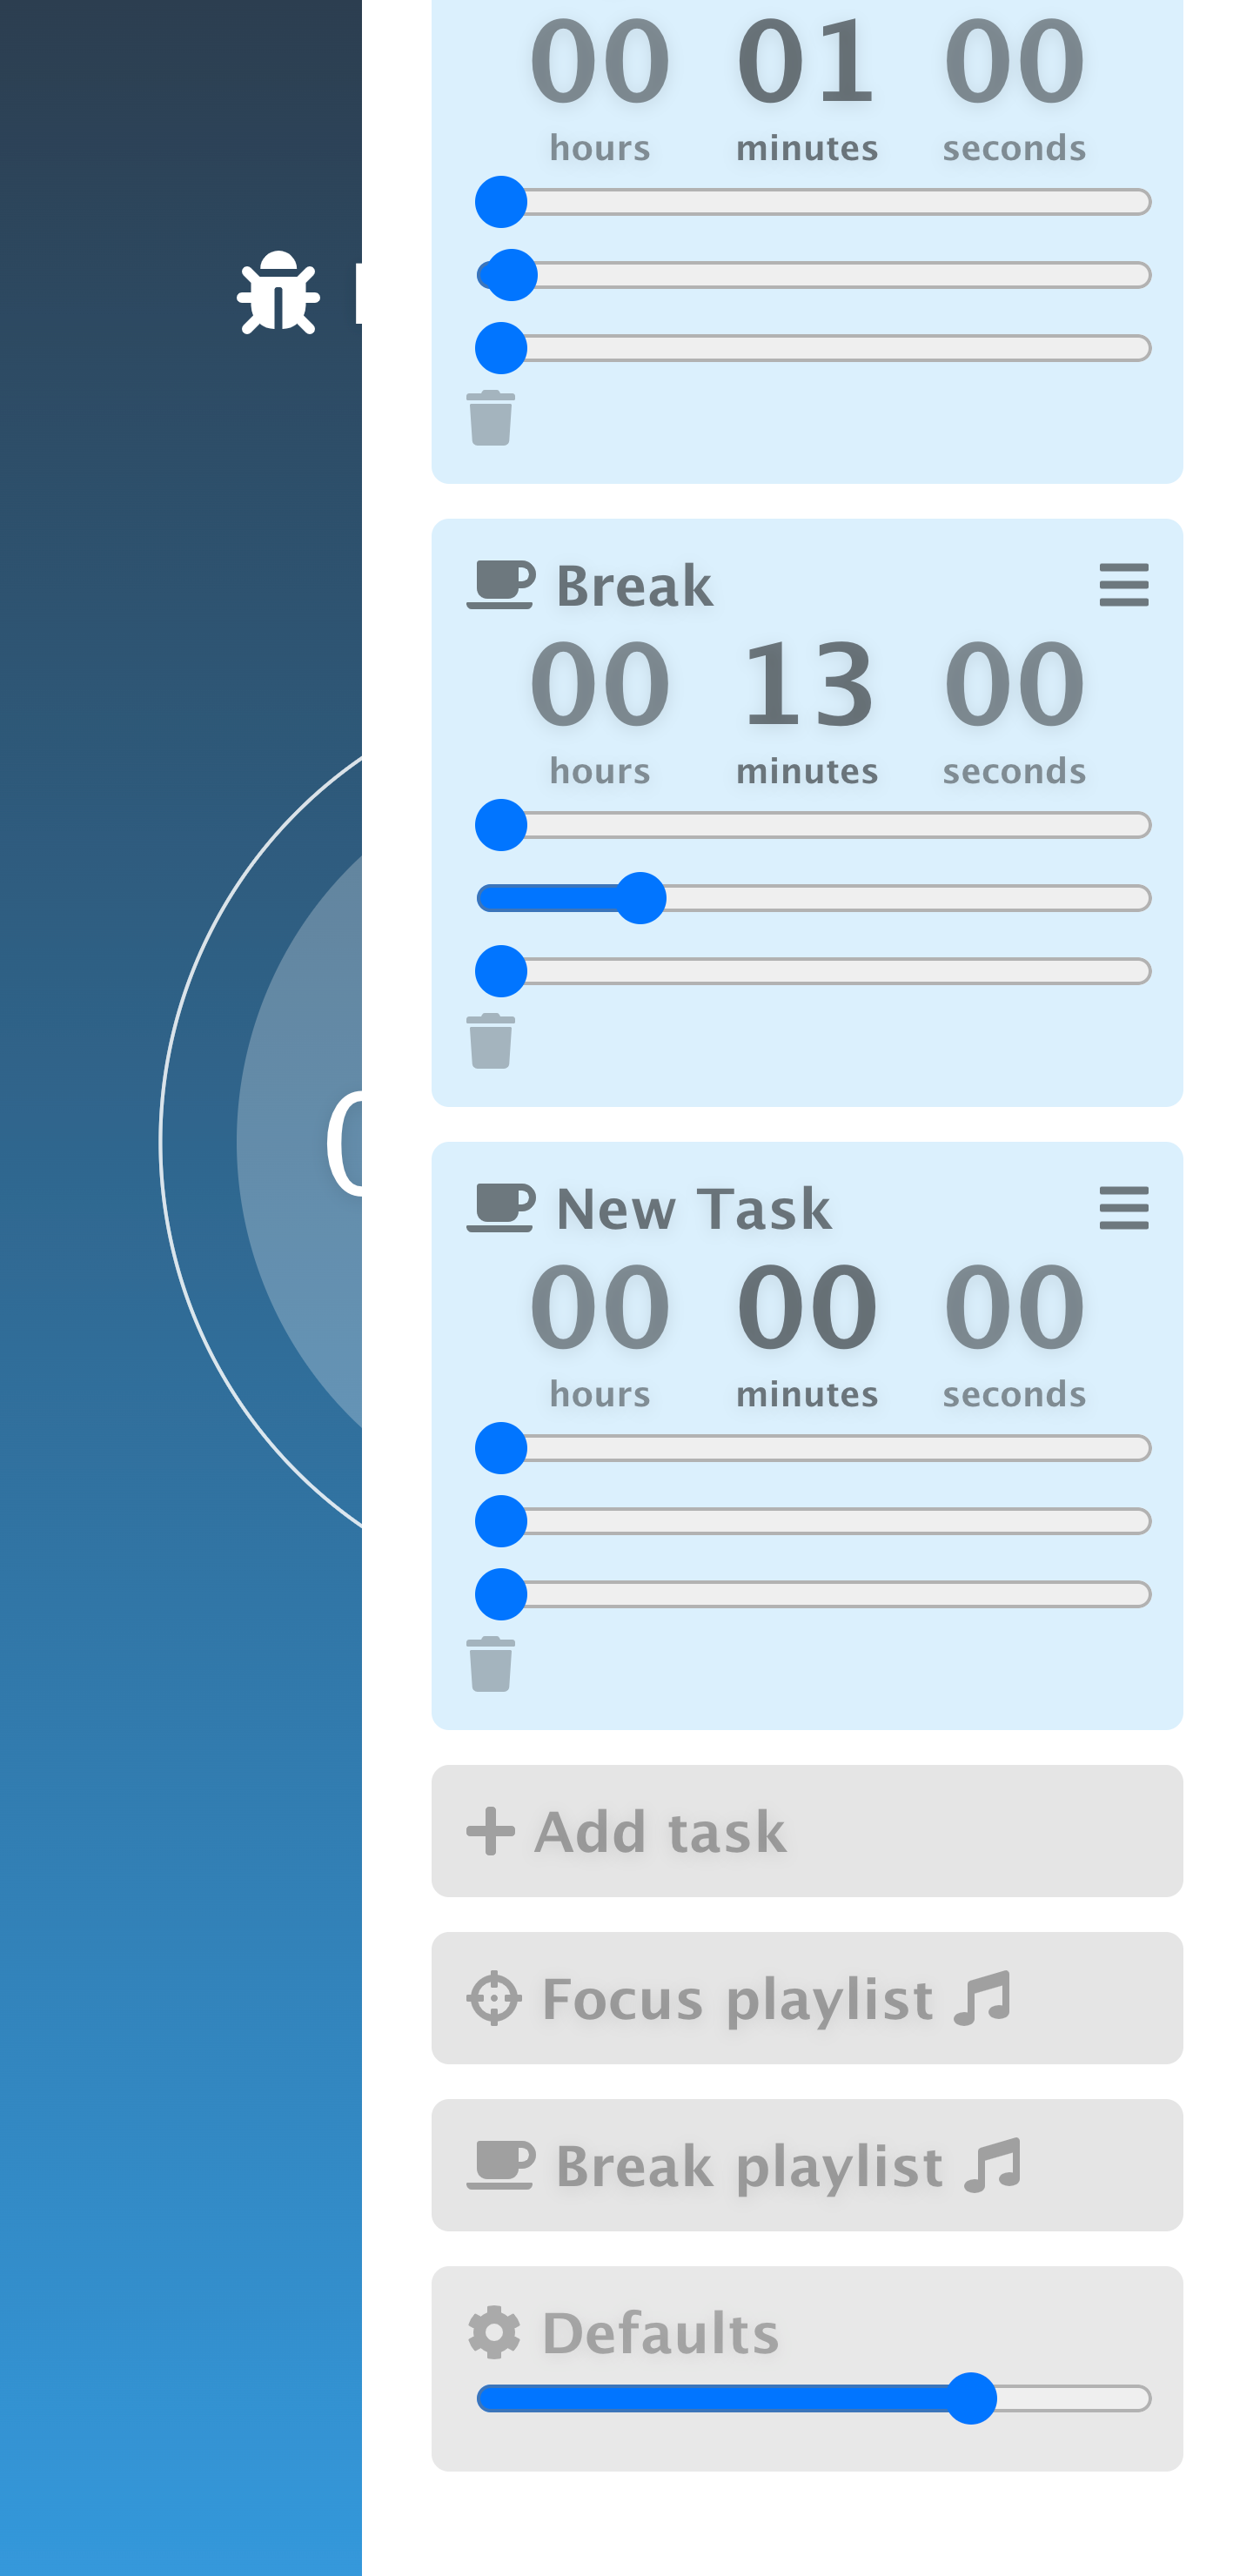 00 01 00
hours minutes seconds
Break
00 13 00
hours minutes seconds
New Task
00 00 00
hours minutes seconds
Add task
Focus playlist
Break playlist
Defaults